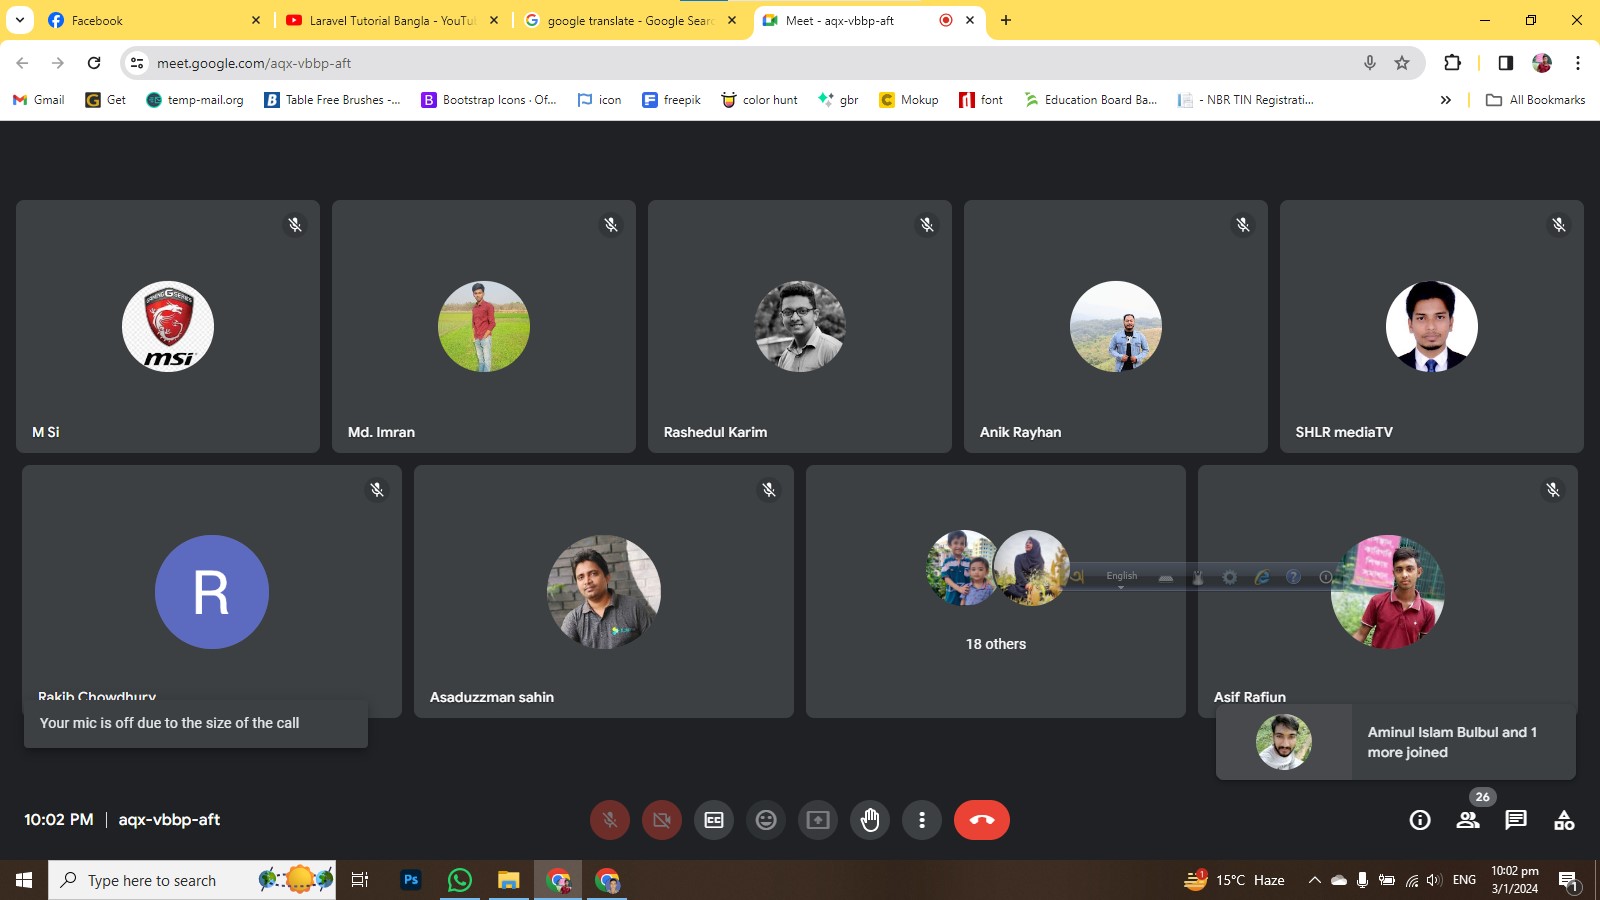 Facebook
Laravel Tutorial Bangla - YouTu
google translate - Google Sear
Meet - aqx-vbbp-aft
meet.google.com/aqx-vbbp-aft
Gmail
Get
temp-mail.org
Table Free Brushes -...
Bootstrap Icons · Of...
icon
freepik
color hunt
gbr
Mokup
font
Education Board Ba...
- NBR TIN Registrati...
All Bookmarks
msi
M Si
Md. Imran
Rashedul Karim
Anik Rayhan
SHLR mediaTV
R
English
18 others
Rakib Chowdhury
Asaduzzman sahin
Asif Rafiun
Your mic is off due to the size of the call
Aminul Islam Bulbul and 1
more joined
10:02 PM | aqx-vbbp-aft
26
Type here to search
Ps
1
15°C Haze
ENG
10:02 pm
3/1/2024
1